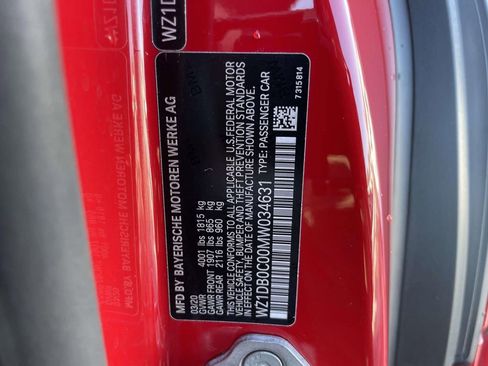 MFD BY BAYERISCHE MOTOREN WERKE AG
03/20
GVWR 4001 lbs 1815 kg
GAWR FRONT 1907 lbs 865 kg
GAWR REAR 2116 lbs 960 kg
THIS VEHICLE CONFORMS TO ALL APPLICABLE U.S.FEDERAL MOTOR
VEHICLE SAFETY, BUMPER AND THEFTPREVENTION STANDARDS
IN EFFECT ON THE DATE OF MANUFACTURE SHOWN ABOVE.
WZ1DB0C00MW034631 TYPE: PASSENGER CAR
7315814
WZ1D